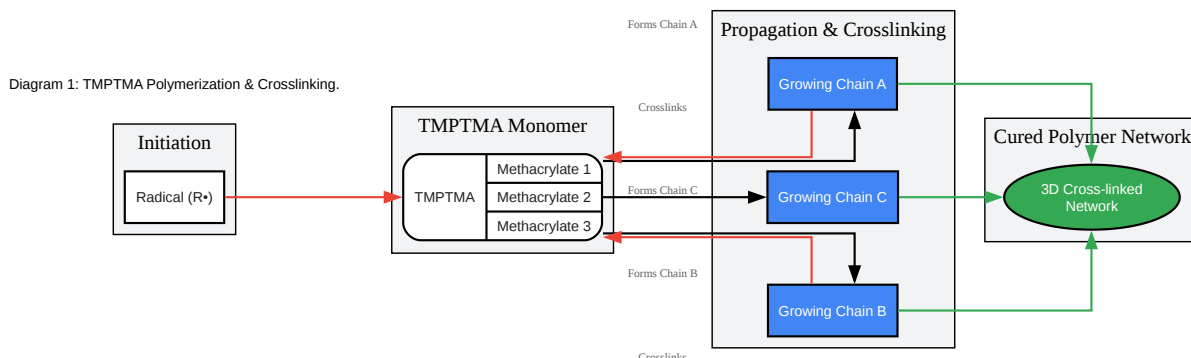 Diagram 1: TMPTMA Polymerization & Crosslinking.
Initiation
Radical (R•)
TMPTMA Monomer
TMPTMA
Methacrylate 1
Methacrylate 2
Methacrylate 3
Forms Chain A
Crosslinks
Forms Chain C
Forms Chain B
Crosslinks
Propagation & Crosslinking
Growing Chain A
Growing Chain C
Growing Chain B
Cured Polymer Network
3D Cross-linked
Network